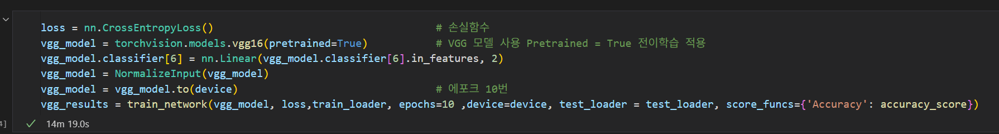 loss = nn.CrossEntropyLoss() # 손실함수
vgg_model = torchvision.models.vgg16(pretrained=True) # VGG 모델 사용 Pretrained = True 전이학습 적용
vgg_model.classifier[6] = nn.Linear(vgg_model.classifier[6].in_features, 2)
vgg_model = NormalizeInput(vgg_model)
vgg_model = vgg_model.to(device) # 에포크 10번
vgg_results = train_network(vgg_model, loss,train_loader, epochs=10 ,device=device, test_loader = test_loader, score_funcs={'Accuracy': accuracy_score})
4] 14m 19.0s